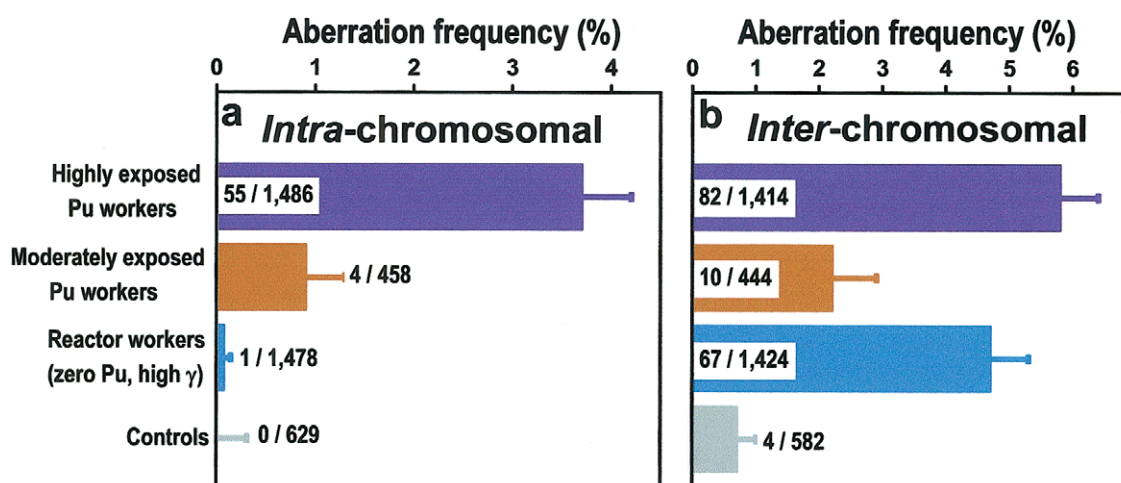 Aberration frequency (%)
0 1 2 3 4
a
Intra-chromosomal
Highly exposed
Pu workers
55 / 1,486
Moderately exposed
Pu workers
4 / 458
Reactor workers
(zero Pu, high γ)
1 / 1,478
Controls
0 / 629
Aberration frequency (%)
0 1 2 3 4 5 6
b
Inter-chromosomal
82 / 1,414
10 / 444
67 / 1,424
4 / 582